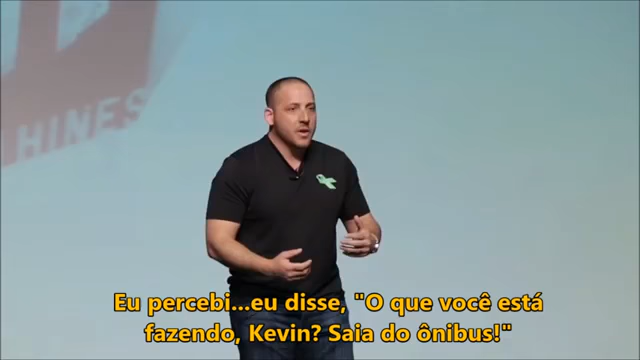 HINES
Eu percebi...eu disse, "O que você está
fazendo, Kevin? Saia do ônibus!"